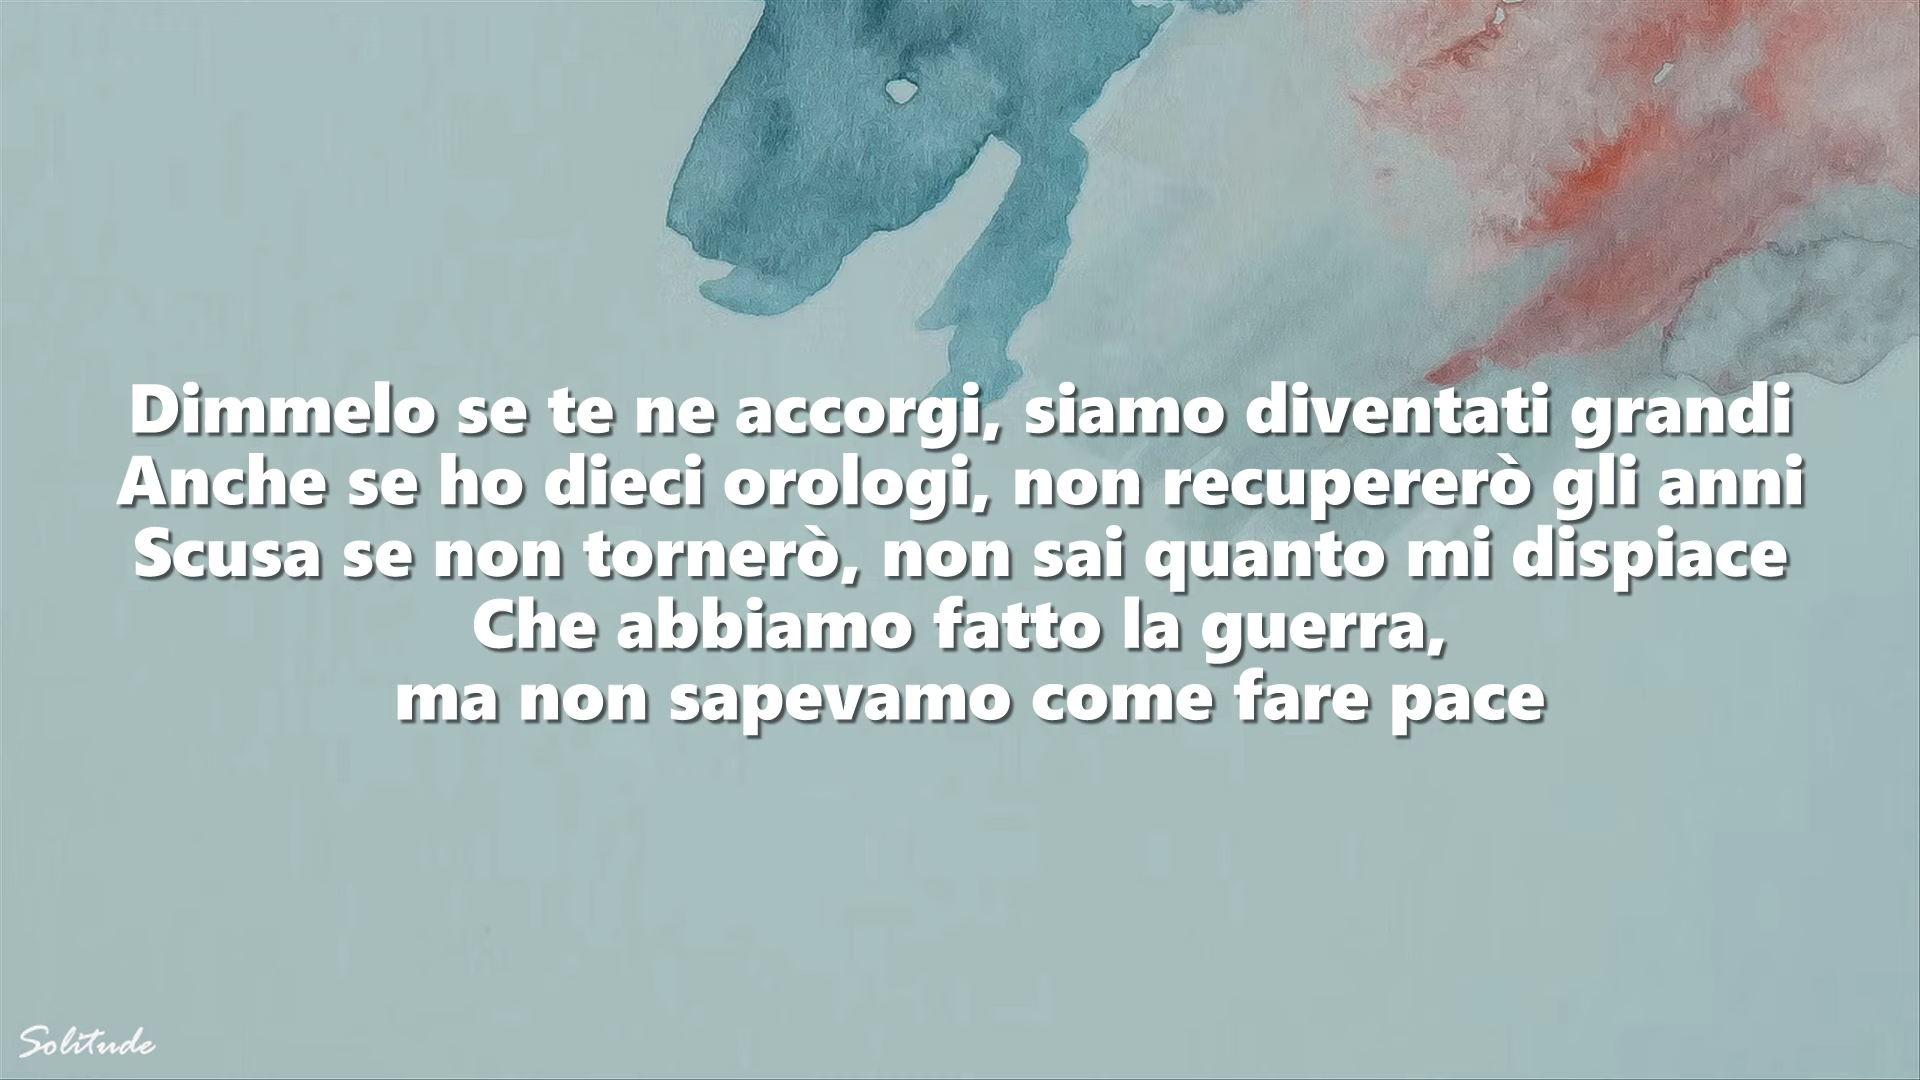 Dimmelo se te ne accorgi, siamo diventati grandi
Anche se ho dieci orologi, non recupererò gli anni
Scusa se non tornerò, non sai quanto mi dispiace
Che abbiamo fatto la guerra,
ma non sapevamo come fare pace
Solitude